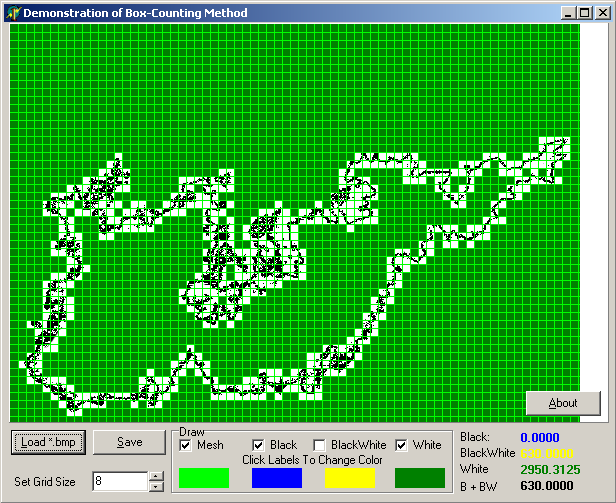 Demonstration of Box-Counting Method
About
Load *.bmp
Save
Set Grid Size
8
Draw
Mesh
Black
BlackWhite
White
Click Labels To Change Color
Black: 0.0000
BlackWhite 630.0000
White 2950.3125
B + BW 630.0000